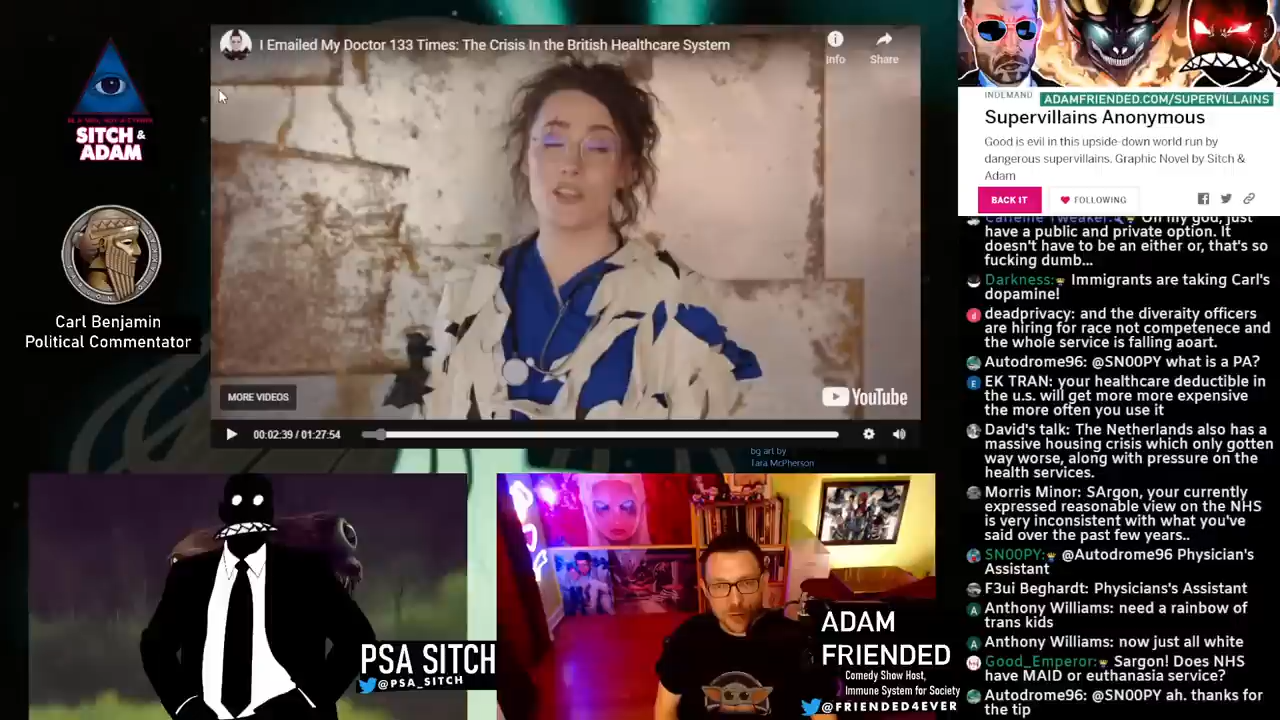 I Emailed My Doctor 133 Times: The Crisis In the British Healthcare System
Info
Share
MORE VIDEOS
YouTube
00:02:39 / 01:27:54
SITCH &
ADAM
Carl Benjamin
Political Commentator
bg art by
Tara McPherson
PSA SITCH
@PSA_SITCH
ADAM
FRIENDED
Comedy Show Host,
Immune System for Society
@FRIENDED4EVER
INDEMAND
ADAMFRIENDED.COM/SUPERVILLAINS
Supervillains Anonymous
Good is evil in this upside-down world run by
dangerous supervillains. Graphic Novel by Sitch &
Adam
BACK IT
FOLLOWING
Caffeine Tweaker: Oh my god, just
have a public and private option. It
doesn't have to be an either or, that's so
fucking dumb...
Darkness: Immigrants are taking Carl's
dopamine!
deadprivacy: and the diveraity officers
are hiring for race not competenece and
the whole service is falling aoart.
Autodrome96: @SN00PY what is a PA?
EK TRAN: your healthcare deductible in
the u.s. will get more more expensive
the more often you use it
David's talk: The Netherlands also has a
massive housing crisis which only gotten
way worse, along with pressure on the
health services.
Morris Minor: SArgon, your currently
expressed reasonable view on the NHS
is very inconsistent with what you've
said over the past few years..
SN00PY: @Autodrome96 Physician's
Assistant
F3ui Beghardt: Physicians's Assistant
Anthony Williams: need a rainbow of
trans kids
Anthony Williams: now just all white
Good_Emperor: Sargon! Does NHS
have MAID or euthanasia service?
Autodrome96: @SN00PY ah. thanks for
the tip